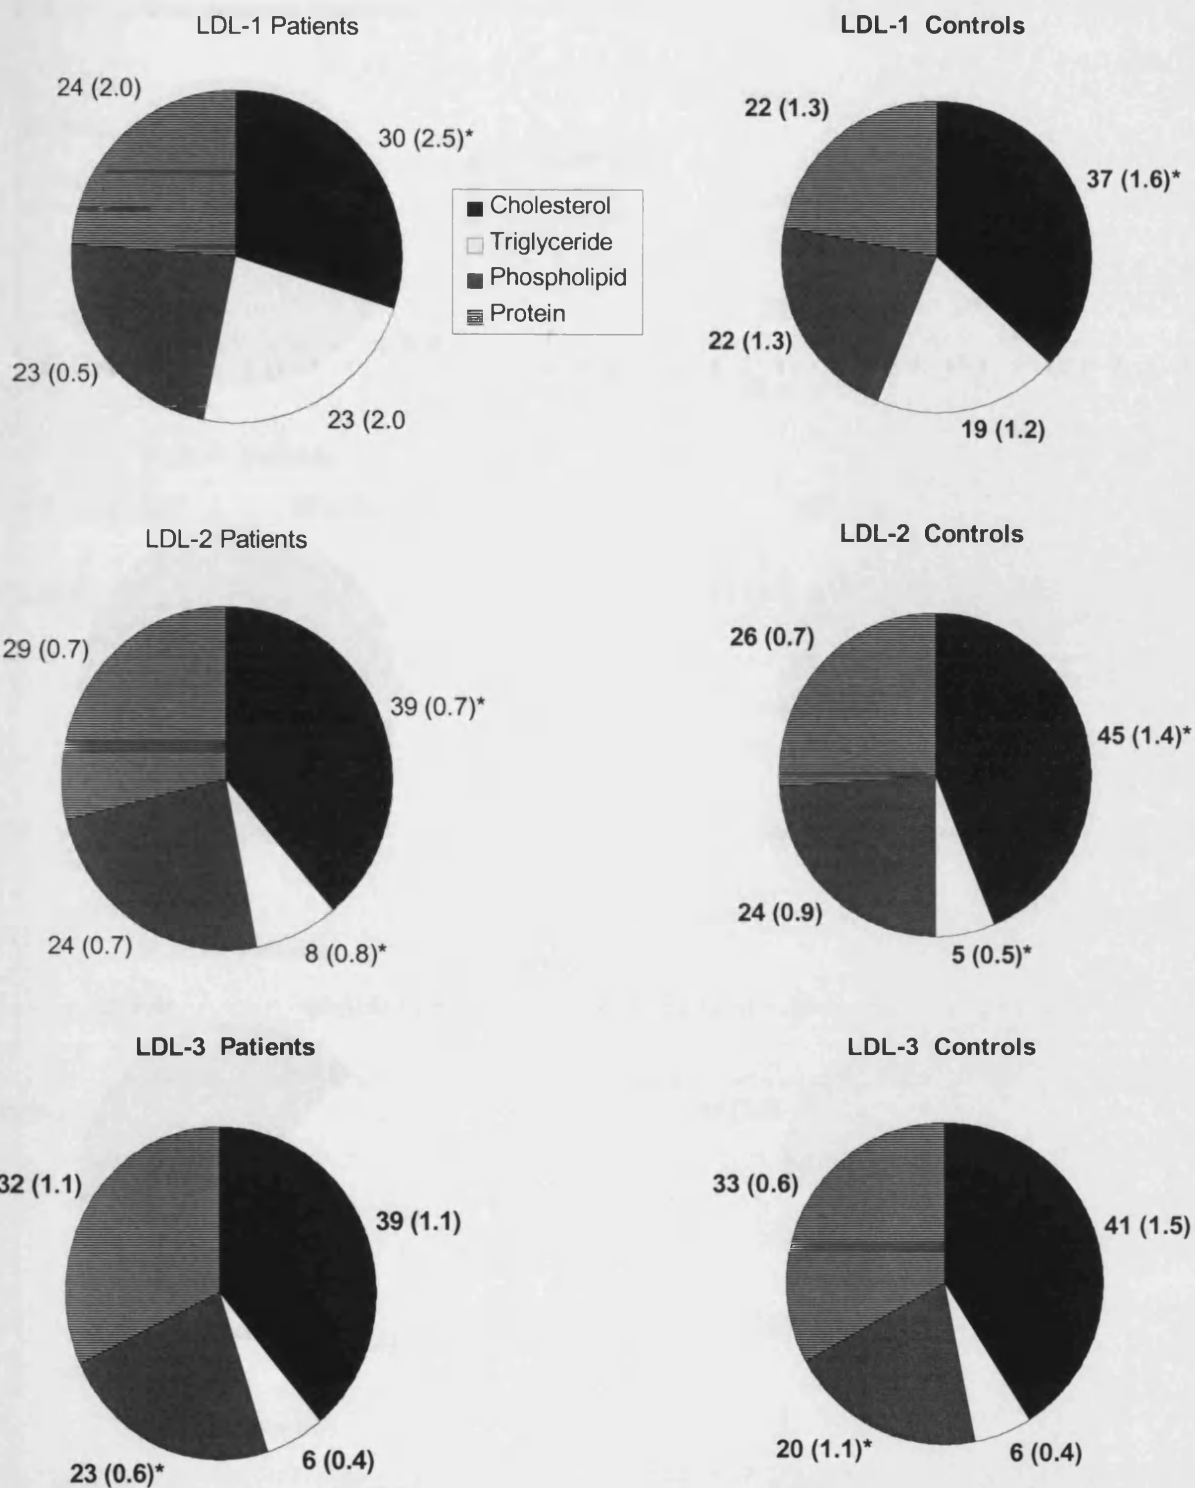 LDL-1 Patients
24 (2.0)
30 (2.5)*
23 (0.5)
23 (2.0
Cholesterol
Triglyceride
Phospholipid
Protein
LDL-1 Controls
22 (1.3)
37 (1.6)*
22 (1.3)
19 (1.2)
LDL-2 Patients
29 (0.7)
39 (0.7)*
24 (0.7)
8 (0.8)*
LDL-2 Controls
26 (0.7)
45 (1.4)*
24 (0.9)
5 (0.5)*
LDL-3 Patients
32 (1.1)
39 (1.1)
23 (0.6)*
6 (0.4)
LDL-3 Controls
33 (0.6)
41 (1.5)
20 (1.1)*
6 (0.4)